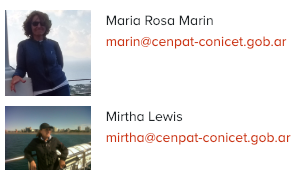 Maria Rosa Marin
marin@cenpat-conicet.gob.ar
Mirtha Lewis
mirtha@cenpat-conicet.gob.ar